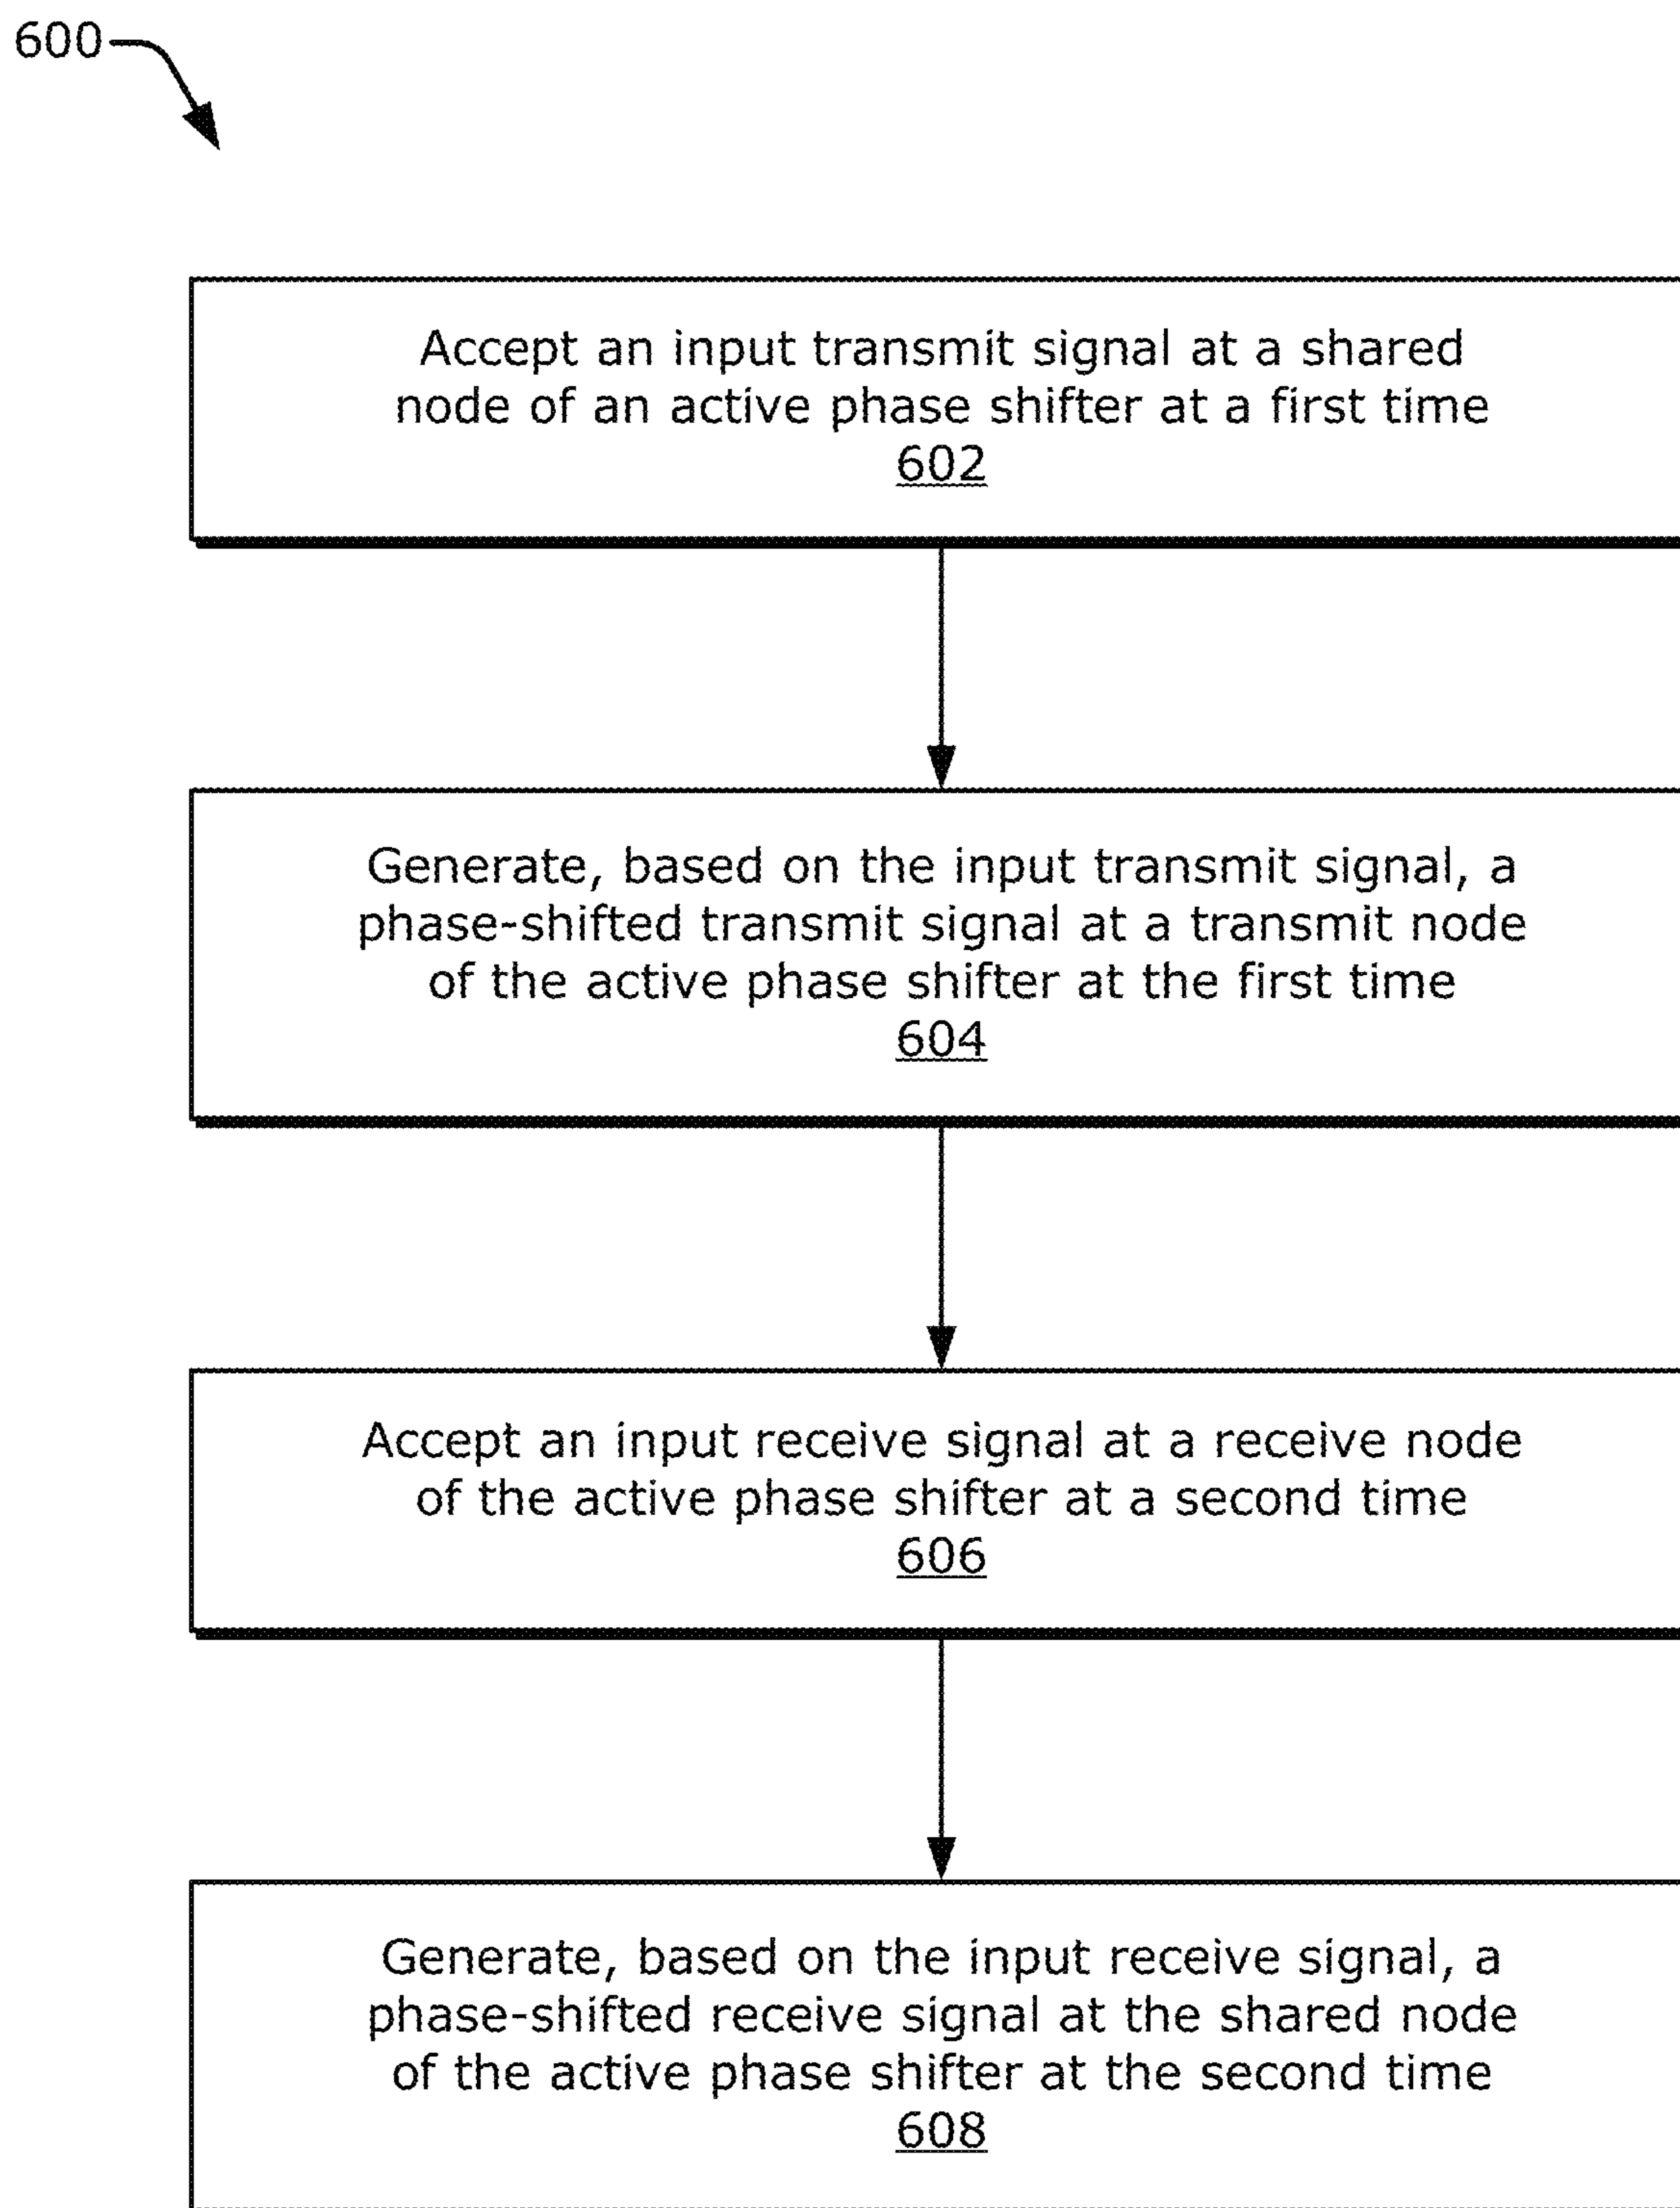 600
Accept an input transmit signal at a shared
node of an active phase shifter at a first time
602
Generate, based on the input transmit signal, a
phase-shifted transmit signal at a transmit node
of the active phase shifter at the first time
604
Accept an input receive signal at a receive node
of the active phase shifter at a second time
606
Generate, based on the input receive signal, a
phase-shifted receive signal at the shared node
of the active phase shifter at the second time
608